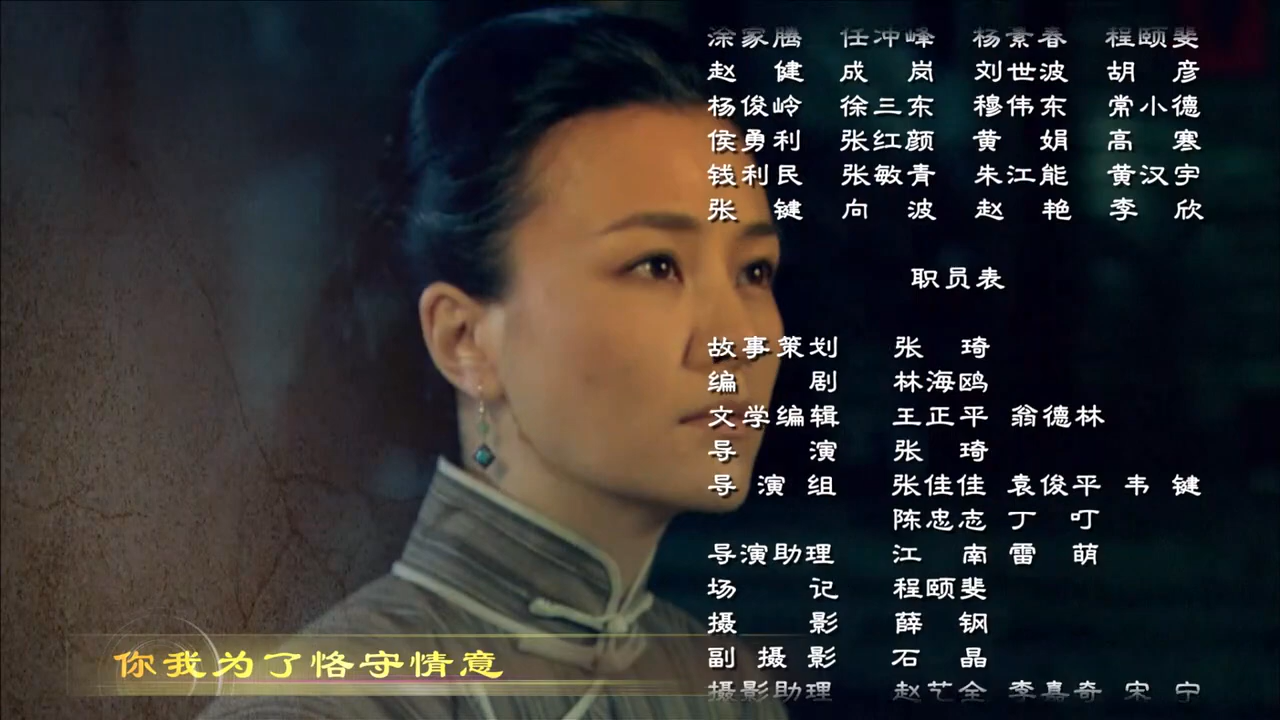 涂家腾 任冲峰 杨景春 程颐斐
赵健 成岗 刘世波 胡彦
杨俊岭 徐三东 穆伟东 常小德
侯勇利 张红颜 黄娟 高寒
钱利民 张敏青 朱江能 黄汉宇
张键 向波 赵艳 李欣
职员表
故事策划 张琦
编剧 林海鸥
文学编辑 王正平 翁德林
导演 张琦
导演组 张佳佳 袁俊平 韦键
陈忠志 丁叮
导演助理 江南 雷萌
场记 程颐斐
摄影 薛钢
副摄影 石晶
摄影助理 赵艺全 李嘉奇 宋宁
你我为了恪守情意